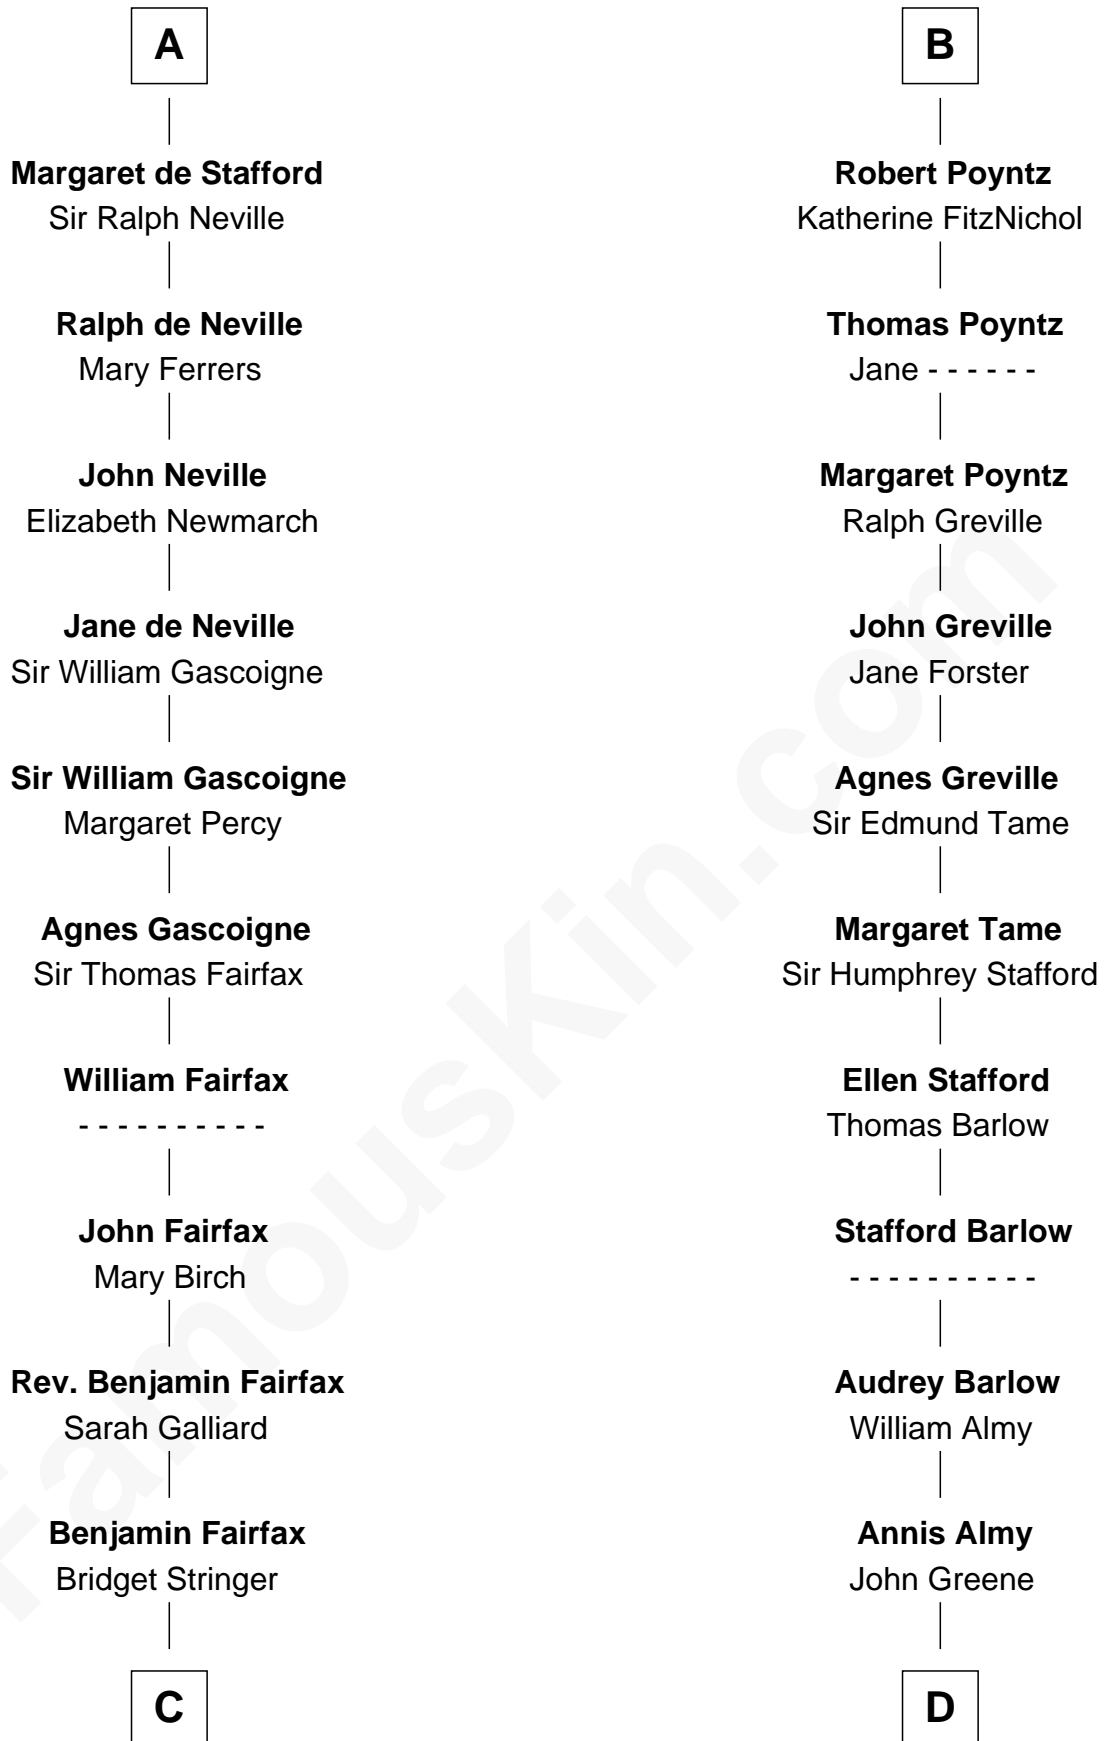 A
Margaret de Stafford
Sir Ralph Neville
Ralph de Neville
Mary Ferrers
John Neville
Elizabeth Newmarch
Jane de Neville
Sir William Gascoigne
Sir William Gascoigne
Margaret Percy
Agnes Gascoigne
Sir Thomas Fairfax
William Fairfax
- - - - - - - - - -
John Fairfax
Mary Birch
Rev. Benjamin Fairfax
Sarah Galliard
Benjamin Fairfax
Bridget Stringer
C
B
Robert Poyntz
Katherine FitzNichol
Thomas Poyntz
Jane - - - - - -
Margaret Poyntz
Ralph Greville
John Greville
Jane Forster
Agnes Greville
Sir Edmund Tame
Margaret Tame
Sir Humphrey Stafford
Ellen Stafford
Thomas Barlow
Stafford Barlow
- - - - - - - - - -
Audrey Barlow
William Almy
Annis Almy
John Greene
D
FamousKin.com